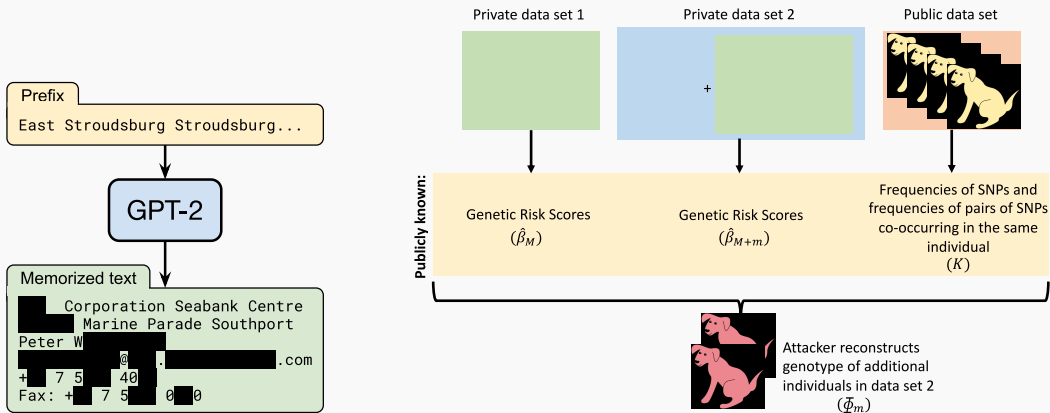 Prefix
East Stroudsburg Stroudsburg...
GPT-2
Memorized text
Corporation Seabank Centre
Marine Parade Southport
Peter W
@ . .com
+ 7 5 40
Fax: + 7 5 0 0
Private data set 1
Private data set 2
Public data set
+
Publicly known:
Genetic Risk Scores
(β̂_M)
Genetic Risk Scores
(β̂_{M+m})
Frequencies of SNPs and
frequencies of pairs of SNPs
co-occurring in the same
individual
(K)
Attacker reconstructs
genotype of additional
individuals in data set 2
(Φ̄_m)